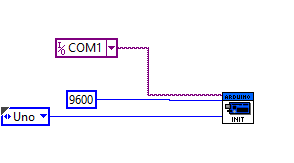 I/O COM1
9600
ARDUINO
Uno
INIT